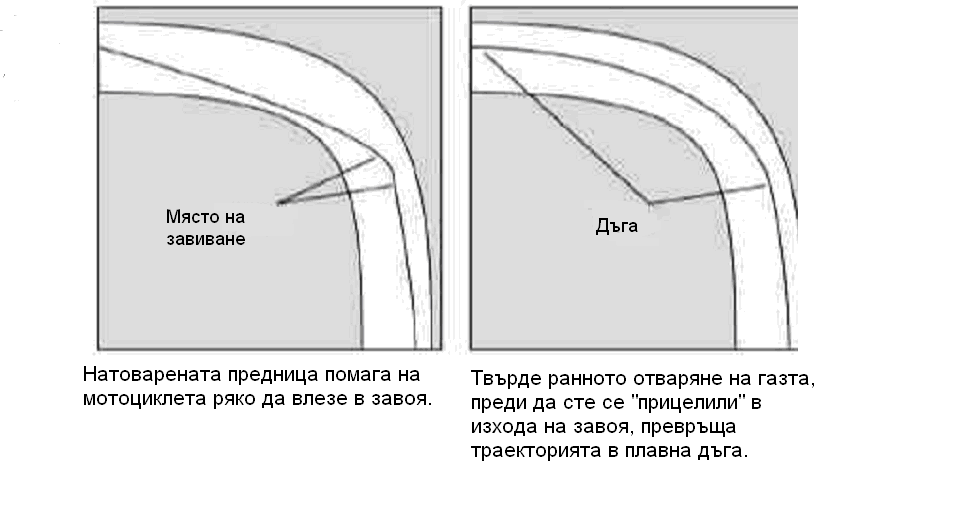 Място на
завиване
Дъга
Натоварената предница помага на
мотоциклета ряко да влезе в завоя.
Твърде ранното отваряне на газта,
преди да сте се "прицелили" в
изхода на завоя, превръща
траекторията в плавна дъга.